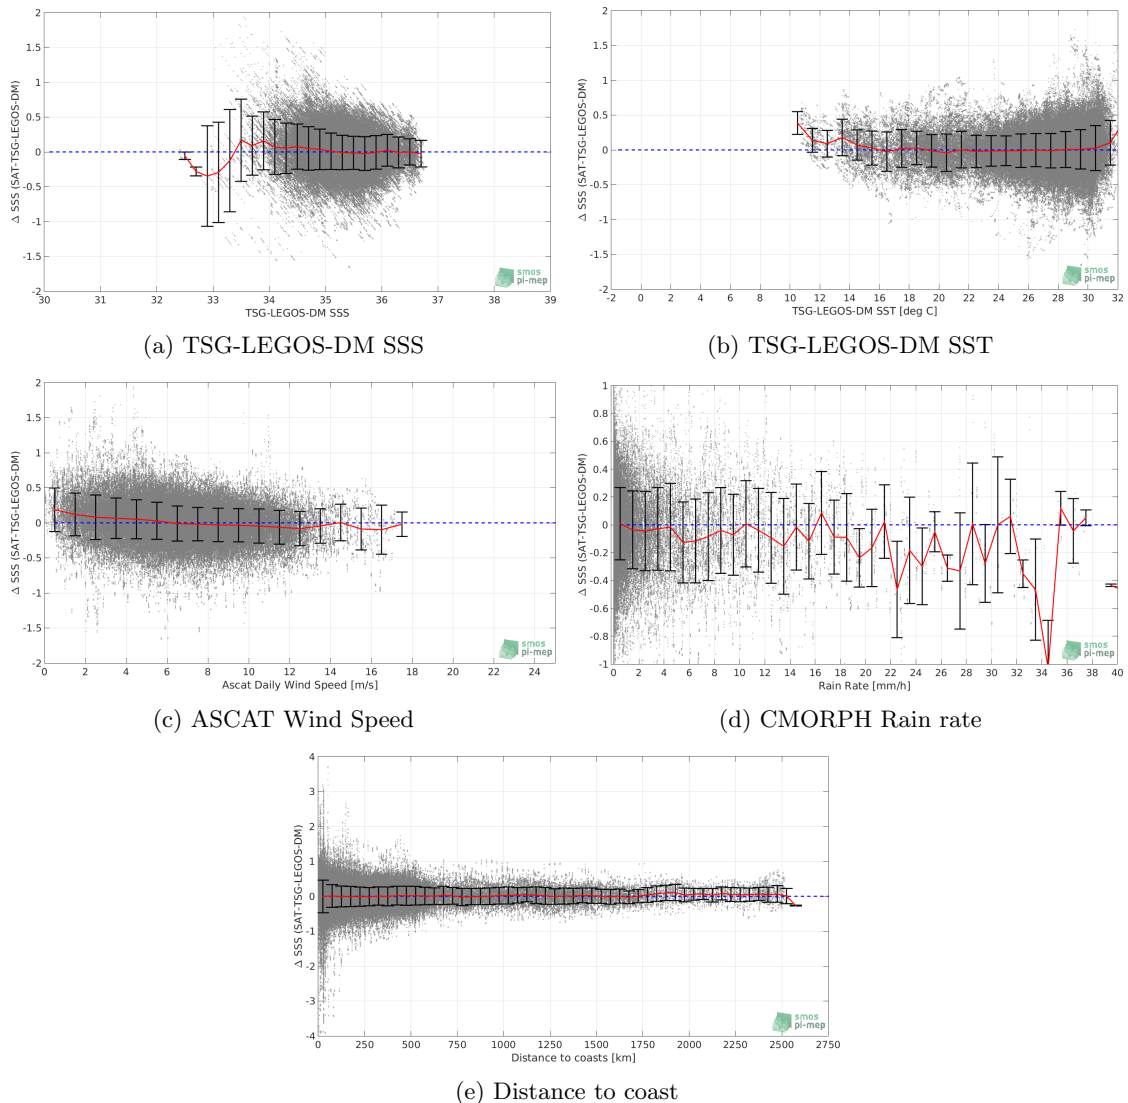 2
1.5
1
0.5
0
-0.5
-1
-1.5
-2
Δ SSS (SAT-TSG-LEGOS-DM)
30 31 32 33 34 35 36 37 38 39
TSG-LEGOS-DM SSS
smos
pi-mep
(a) TSG-LEGOS-DM SSS
2
1.5
1
0.5
0
-0.5
-1
-1.5
-2
Δ SSS (SAT-TSG-LEGOS-DM)
-2 0 2 4 6 8 10 12 14 16 18 20 22 24 26 28 30 32
TSG-LEGOS-DM SST [deg C]
smos
pi-mep
(b) TSG-LEGOS-DM SST
2
1.5
1
0.5
0
-0.5
-1
-1.5
-2
Δ SSS (SAT-TSG-LEGOS-DM)
0 2 4 6 8 10 12 14 16 18 20 22 24
Ascat Daily Wind Speed [m/s]
smos
pi-mep
(c) ASCAT Wind Speed
1
0.8
0.6
0.4
0.2
0
-0.2
-0.4
-0.6
-0.8
-1
Δ SSS (SAT-TSG-LEGOS-DM)
0 2 4 6 8 10 12 14 16 18 20 22 24 26 28 30 32 34 36 38 40
Rain Rate [mm/h]
smos
pi-mep
(d) CMORPH Rain rate
4
3
2
1
0
-1
-2
-3
-4
Δ SSS (SAT-TSG-LEGOS-DM)
0 250 500 750 1000 1250 1500 1750 2000 2250 2500 2750
Distance to coasts [km]
smos
pi-mep
(e) Distance to coast